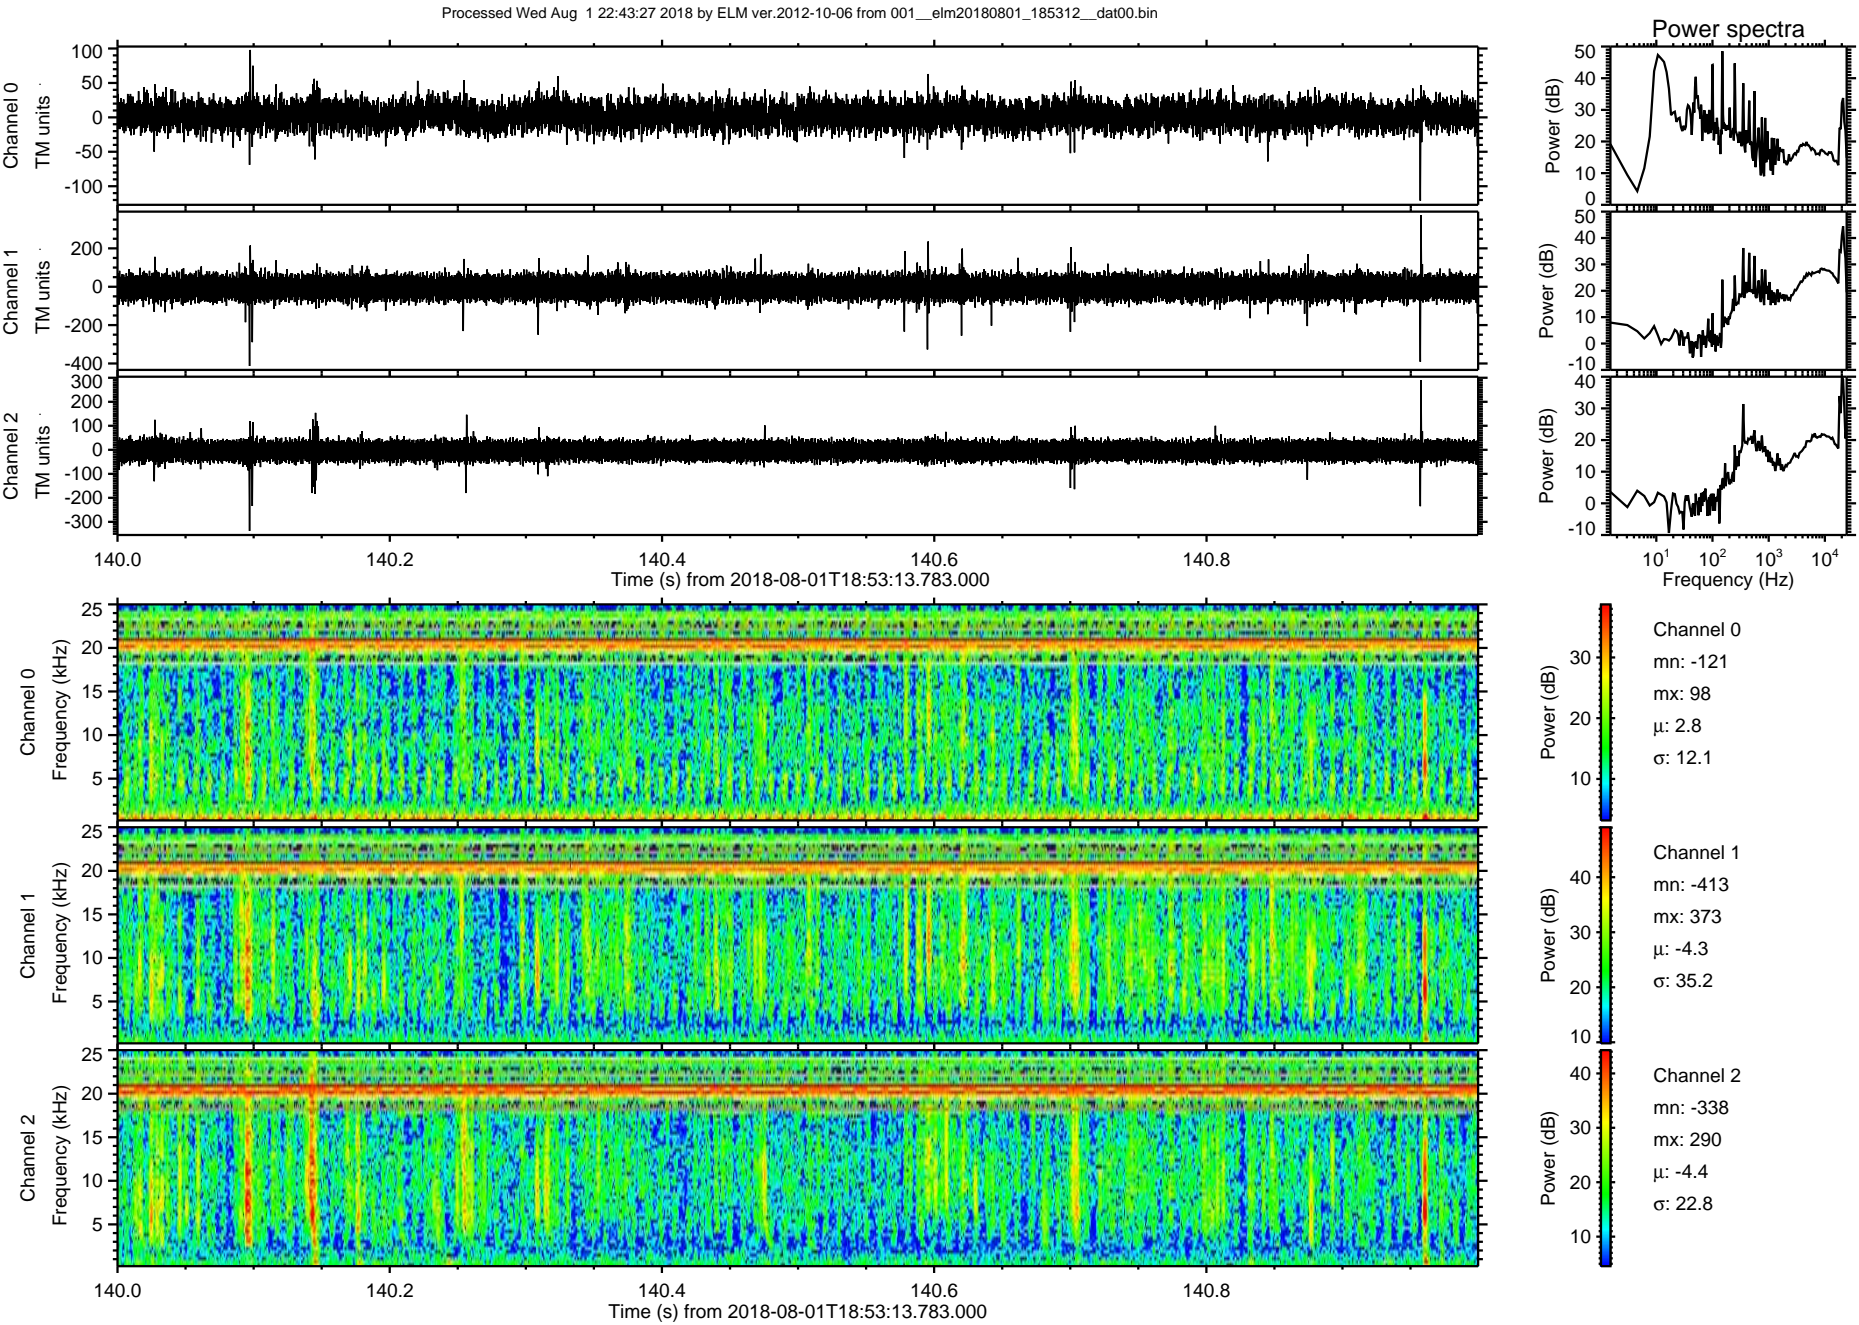 Processed Wed Aug  1 22:43:27 2018 by ELM ver.2012-10-06 from 001__elm20180801_185312__dat00.bin
Power spectra
Channel 0
TM units
100
50
0
-50
-100
Power (dB)
50
40
30
20
10
0
Channel 1
TM units
200
0
-200
-400
Power (dB)
50
40
30
20
10
0
-10
Channel 2
TM units
300
200
100
0
-100
-200
-300
Power (dB)
40
30
20
10
0
-10
140.0 140.2 140.4 140.6 140.8
Time (s) from 2018-08-01T18:53:13.783.000
10¹ 10² 10³ 10⁴
Frequency (Hz)
Channel 0
Frequency (kHz)
25
20
15
10
5
Power (dB)
30
20
10
Channel 0
mn: -121
mx: 98
μ: 2.8
σ: 12.1
Channel 1
Frequency (kHz)
25
20
15
10
5
Power (dB)
40
30
20
10
Channel 1
mn: -413
mx: 373
μ: -4.3
σ: 35.2
Channel 2
Frequency (kHz)
25
20
15
10
5
Power (dB)
40
30
20
10
Channel 2
mn: -338
mx: 290
μ: -4.4
σ: 22.8
140.0 140.2 140.4 140.6 140.8
Time (s) from 2018-08-01T18:53:13.783.000